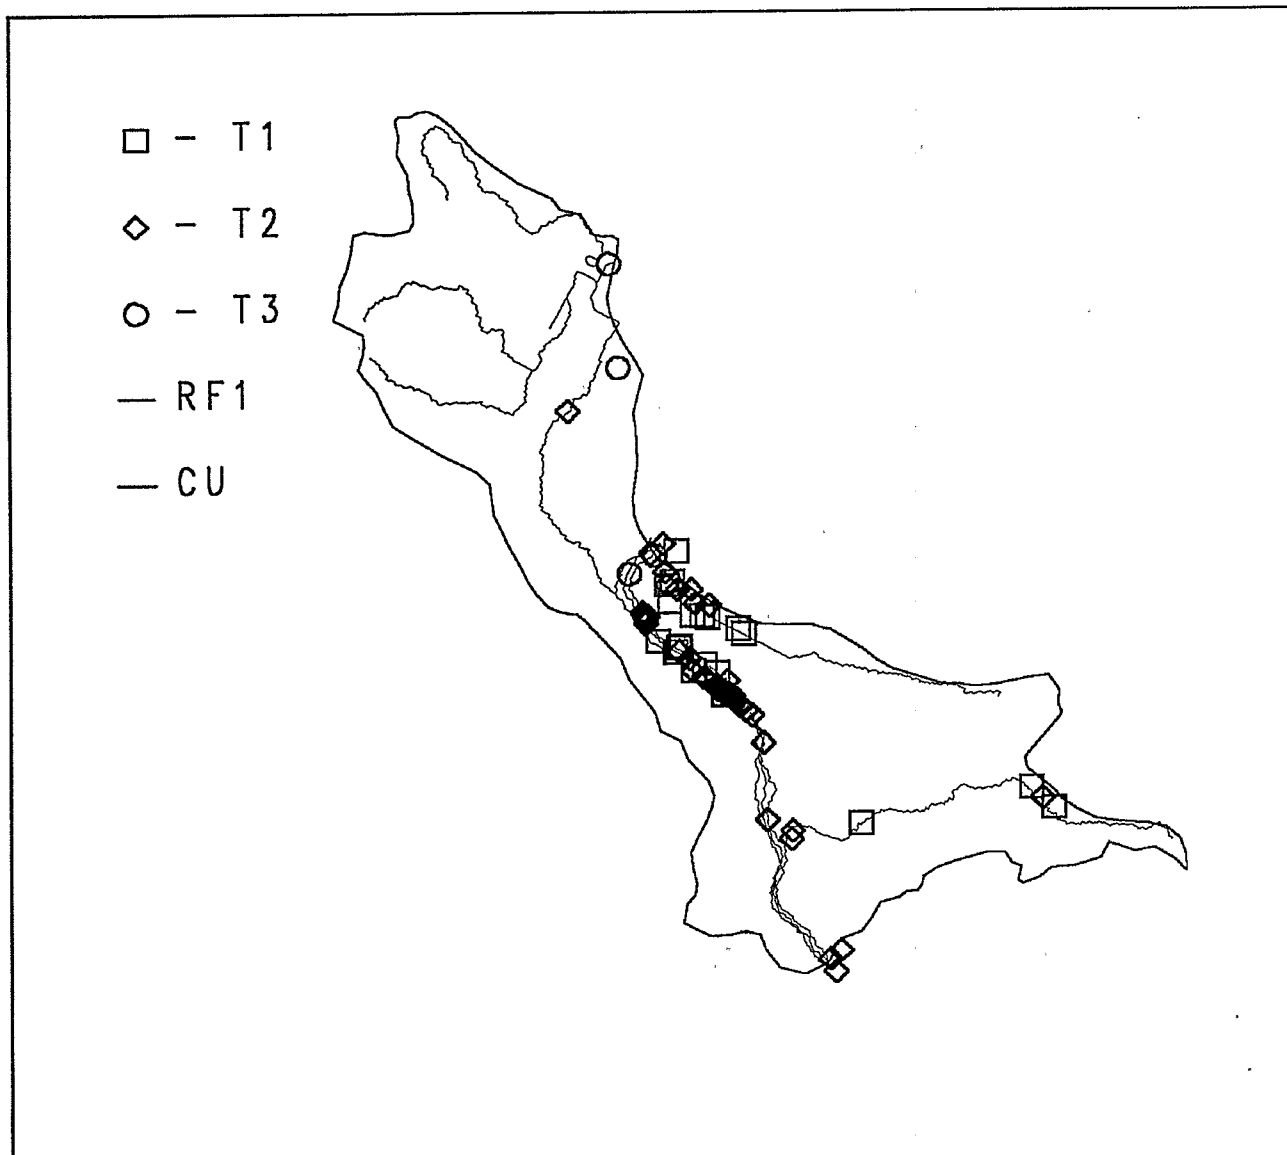 □ - T1
◇ - T2
○ - T3
— RF1
— CU